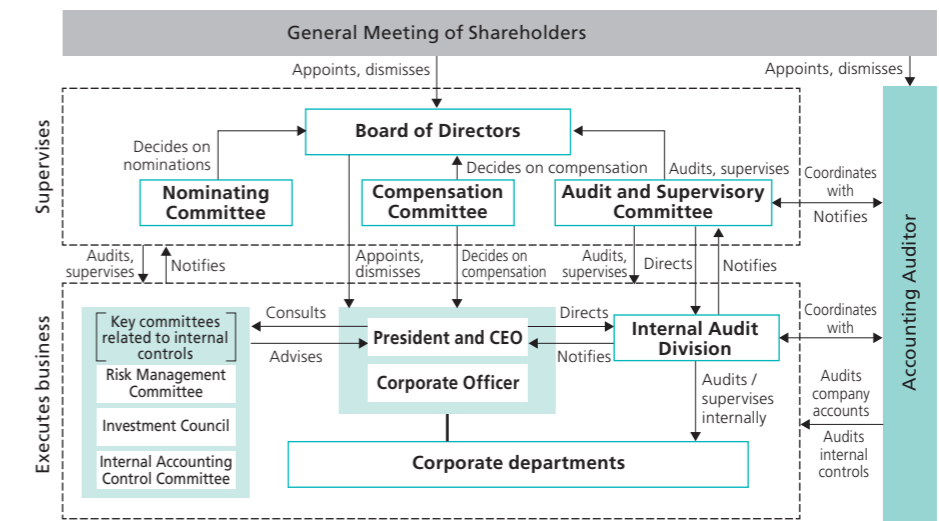 General Meeting of Shareholders
Appoints, dismisses
Appoints, dismisses
Supervises
Board of Directors
Decides on
nominations
Decides on compensation
Audits, supervises
Nominating
Committee
Compensation
Committee
Audit and Supervisory
Committee
Coordinates
with
Notifies
Accounting Auditor
Audits,
supervises
Notifies
Appoints,
dismisses
Decides on
compensation
Audits,
supervises
Directs
Notifies
Executes business
Key committees
related to internal
controls
Risk Management
Committee
Investment Council
Internal Accounting
Control Committee
Consults
Advises
President and CEO
Corporate Officer
Directs
Notifies
Internal Audit
Division
Coordinates
with
Audits /
supervises
internally
Audits
company
accounts
Audits
internal
controls
Corporate departments